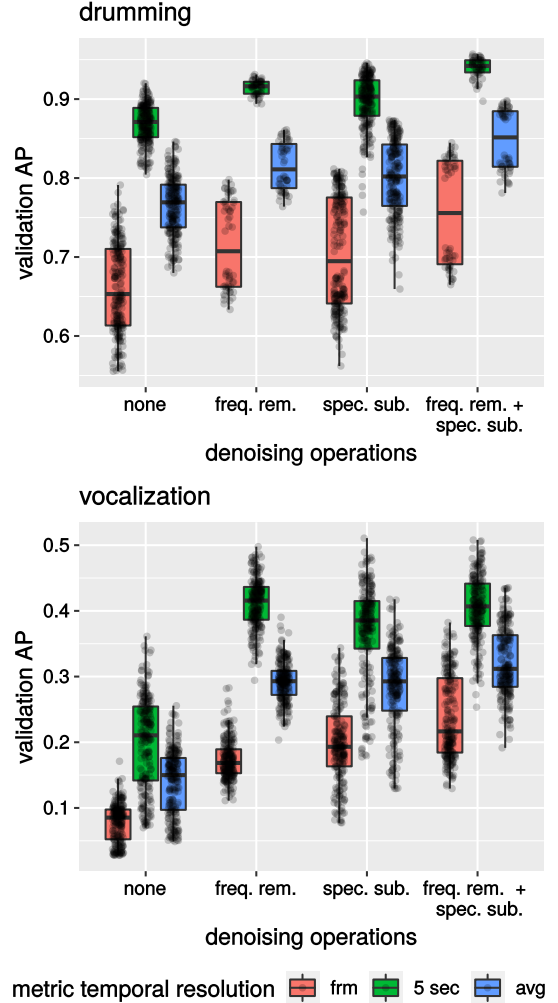 drumming
validation AP
0.9
0.8
0.7
0.6
none
freq. rem.
spec. sub.
freq. rem. +
spec. sub.
denoising operations
vocalization
validation AP
0.5
0.4
0.3
0.2
0.1
none
freq. rem.
spec. sub.
freq. rem. +
spec. sub.
denoising operations
metric temporal resolution frm 5 sec avg